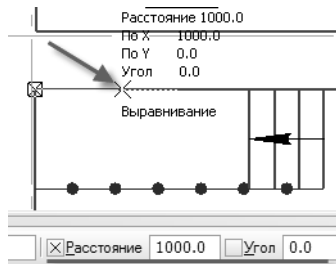 Расстояние 1000.0
По X 1000.0
По Y 0.0
Угол 0.0
Выравнивание
Расстояние 1000.0 Угол 0.0